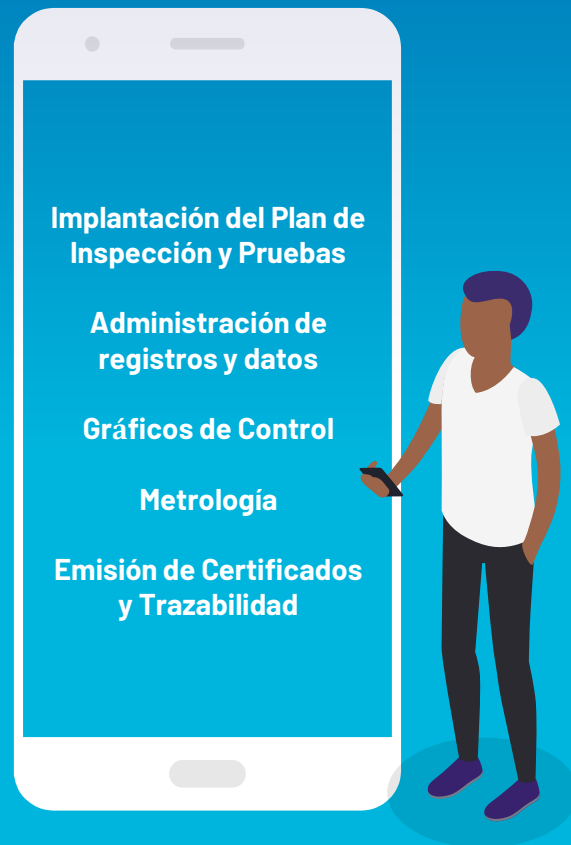 Implantación del Plan de
Inspección y Pruebas
Administración de
registros y datos
Gráficos de Control
Metrología
Emisión de Certificados
y Trazabilidad